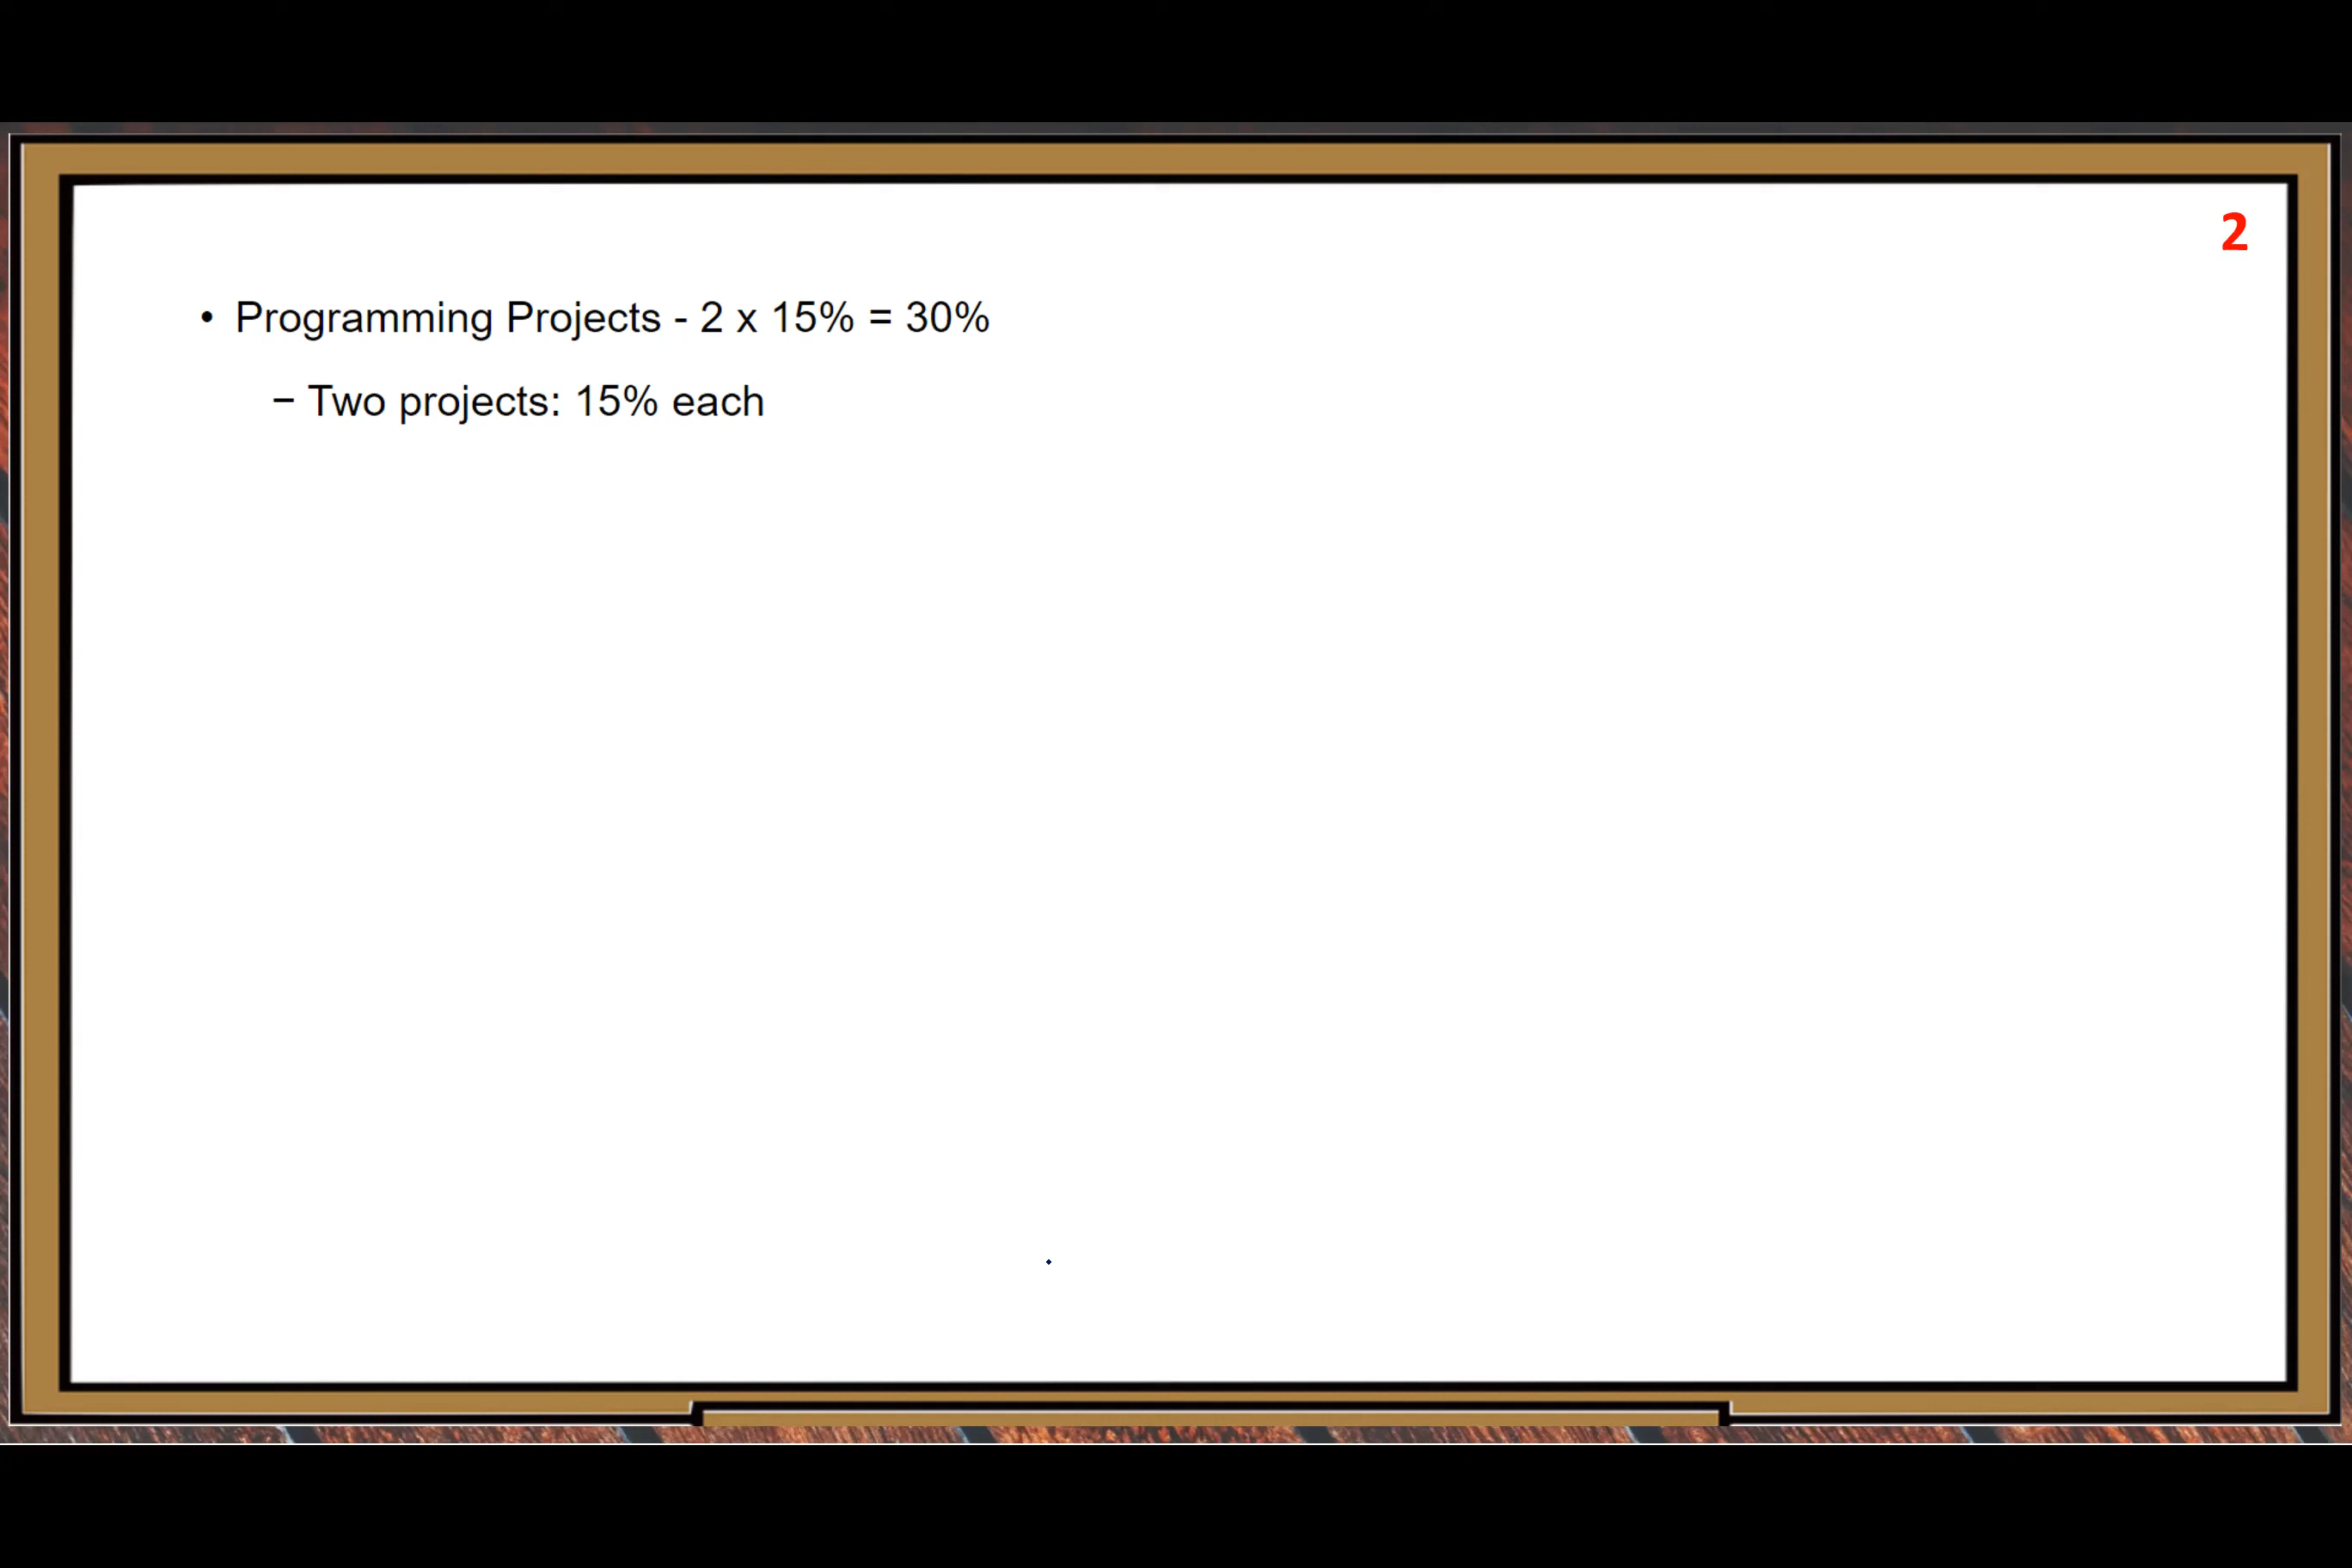 2
• Programming Projects - 2 x 15% = 30%
– Two projects: 15% each